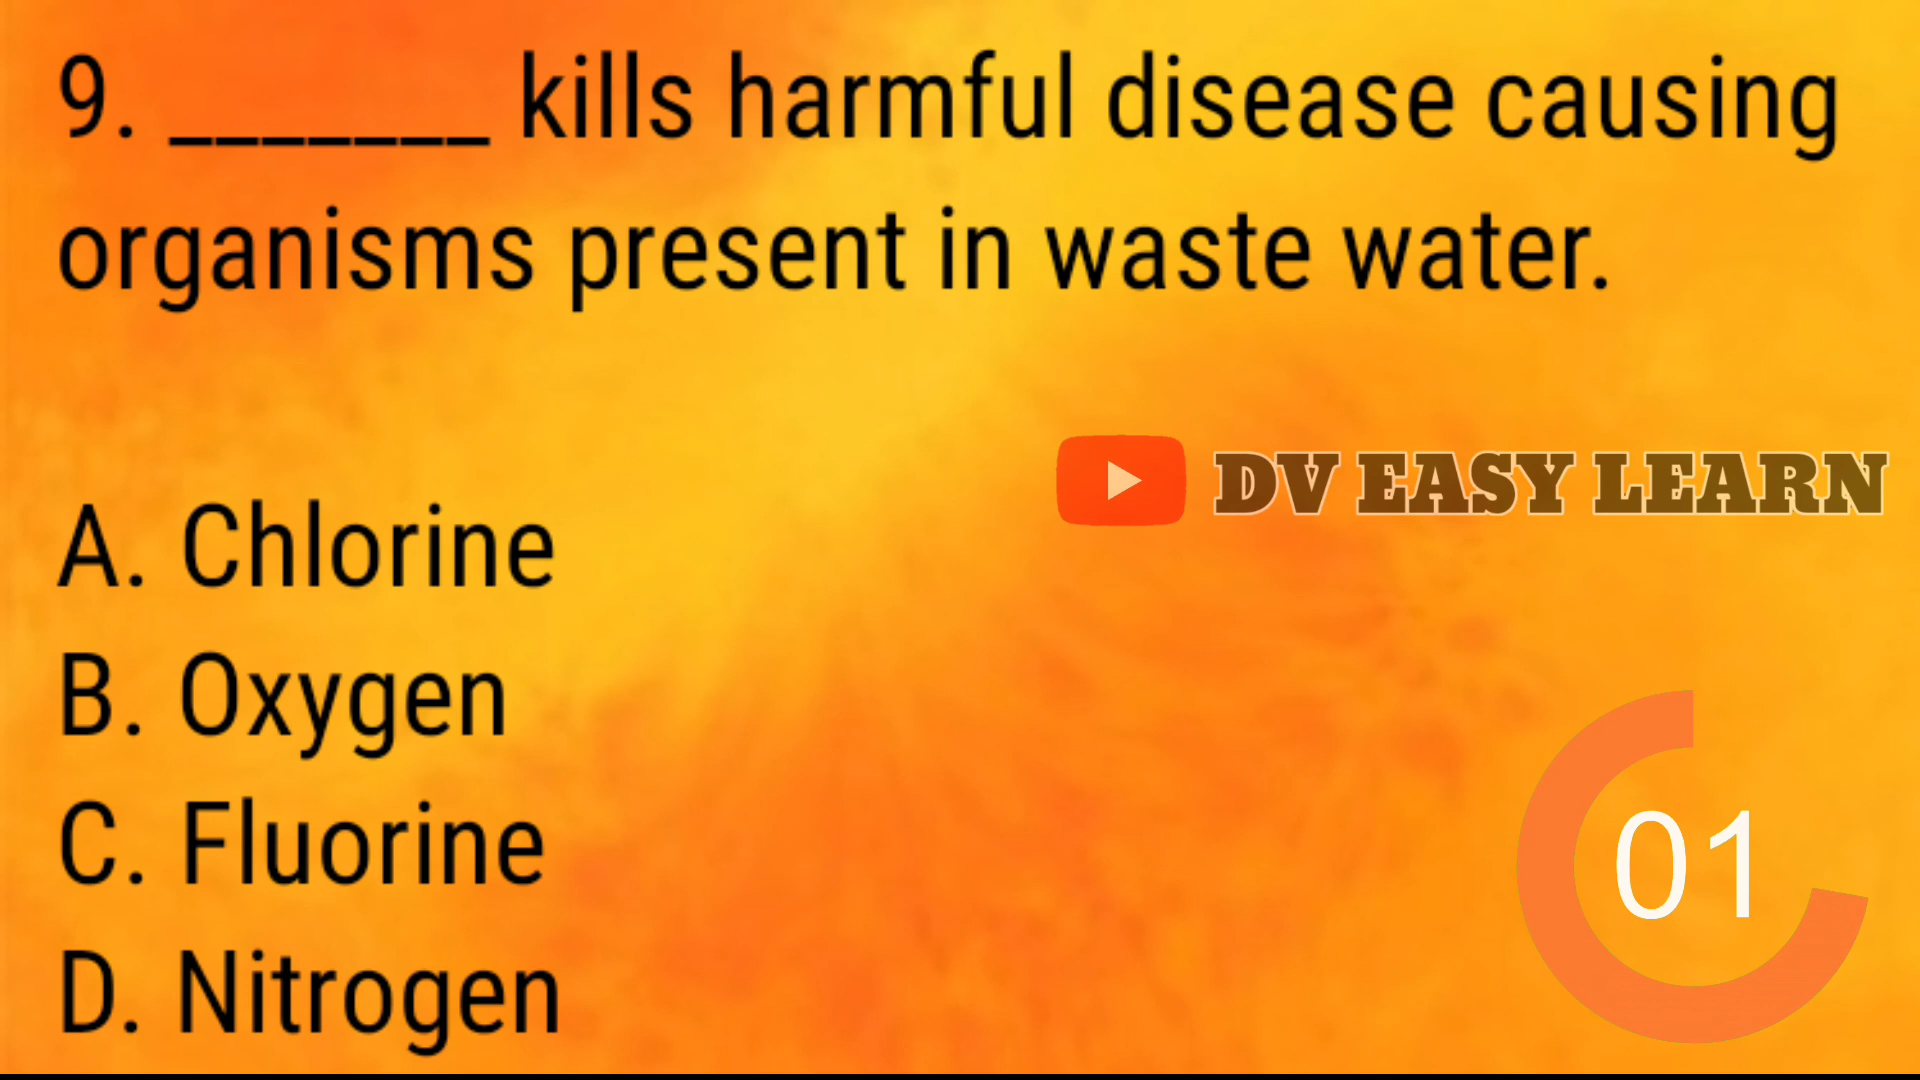 9. _______ kills harmful disease causing
organisms present in waste water.
DV EASY LEARN
A. Chlorine
B. Oxygen
C. Fluorine
D. Nitrogen
01